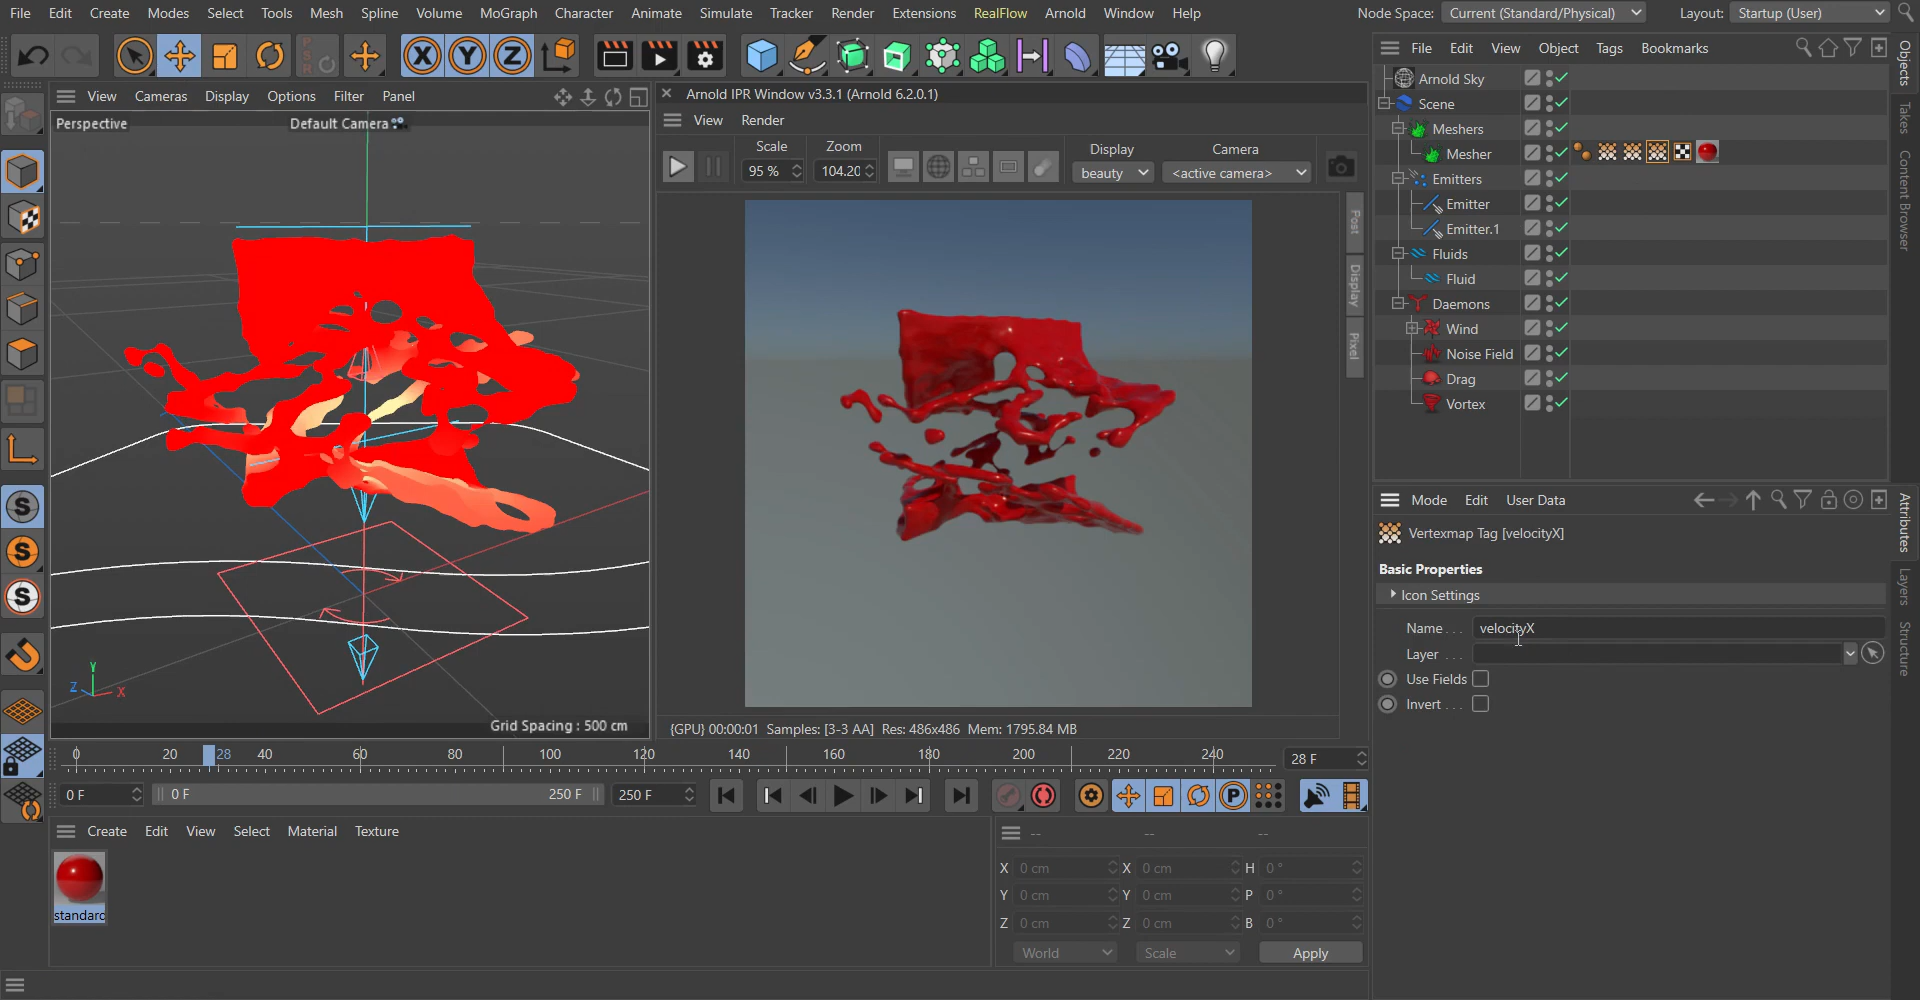 File Edit Create Modes Select Tools Mesh Spline Volume MoGraph Character Animate Simulate Tracker Render Extensions RealFlow Arnold Window Help
Node Space: Current (Standard/Physical) Layout: Startup (User)
X Y Z
PSR
File Edit View Object Tags Bookmarks
View Cameras Display Options Filter Panel
Arnold IPR Window v3.3.1 (Arnold 6.2.0.1)
View Render
Perspective
Default Camera
Scale
95 %
Zoom
104.20
Display
beauty
Camera
<active camera>
Post
Display
Pixel
Arnold Sky
Scene
Meshers
Mesher
Emitters
Emitter
Emitter.1
Fluids
Fluid
Daemons
Wind
Noise Field
Drag
Vortex
Objects
Takes
Content Browser
Mode Edit User Data
Vertexmap Tag [velocityX]
Basic Properties
Icon Settings
Name . . . velocityX
Layer . . .
Use Fields
Invert . . .
Attributes
Layers
Structure
S
S
S
Y
Z X
Grid Spacing : 500 cm
{GPU} 00:00:01 Samples: [3-3 AA] Res: 486x486 Mem: 1795.84 MB
0 20 28 40 60 80 100 120 140 160 180 200 220 240
28 F
0 F 0 F 250 F 250 F
P
Create Edit View Select Material Texture
-- -- --
standard
X 0 cm X 0 cm H 0 °
Y 0 cm Y 0 cm P 0 °
Z 0 cm Z 0 cm B 0 °
World Scale Apply